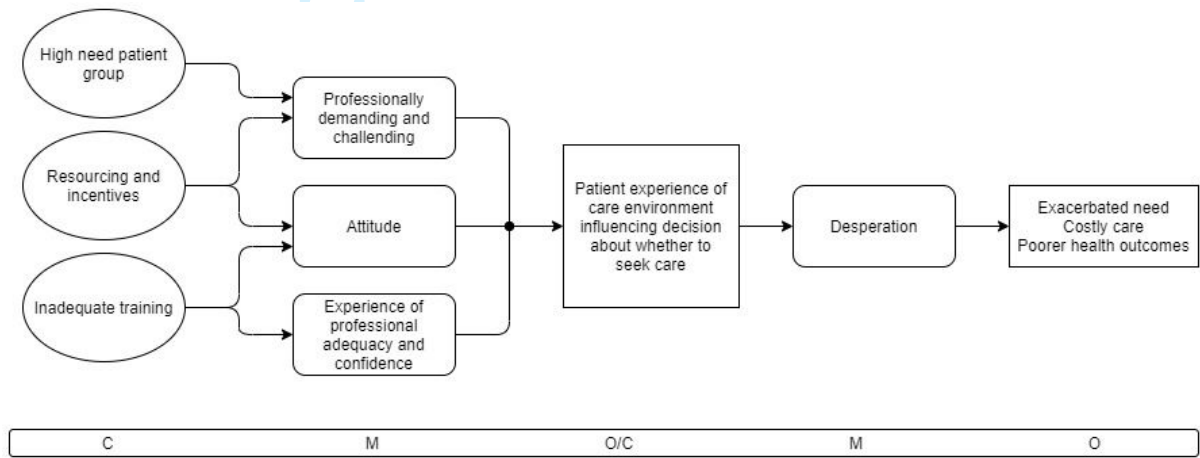 High need patient
group
Professionally
demanding and
challending
Resourcing and
incentives
Attitude
Inadequate training
Experience of
professional
adequacy and
confidence
Patient experience of
care environment
influencing decision
about whether to
seek care
Desperation
Exacerbated need
Costly care
Poorer health outcomes
C M O/C M O